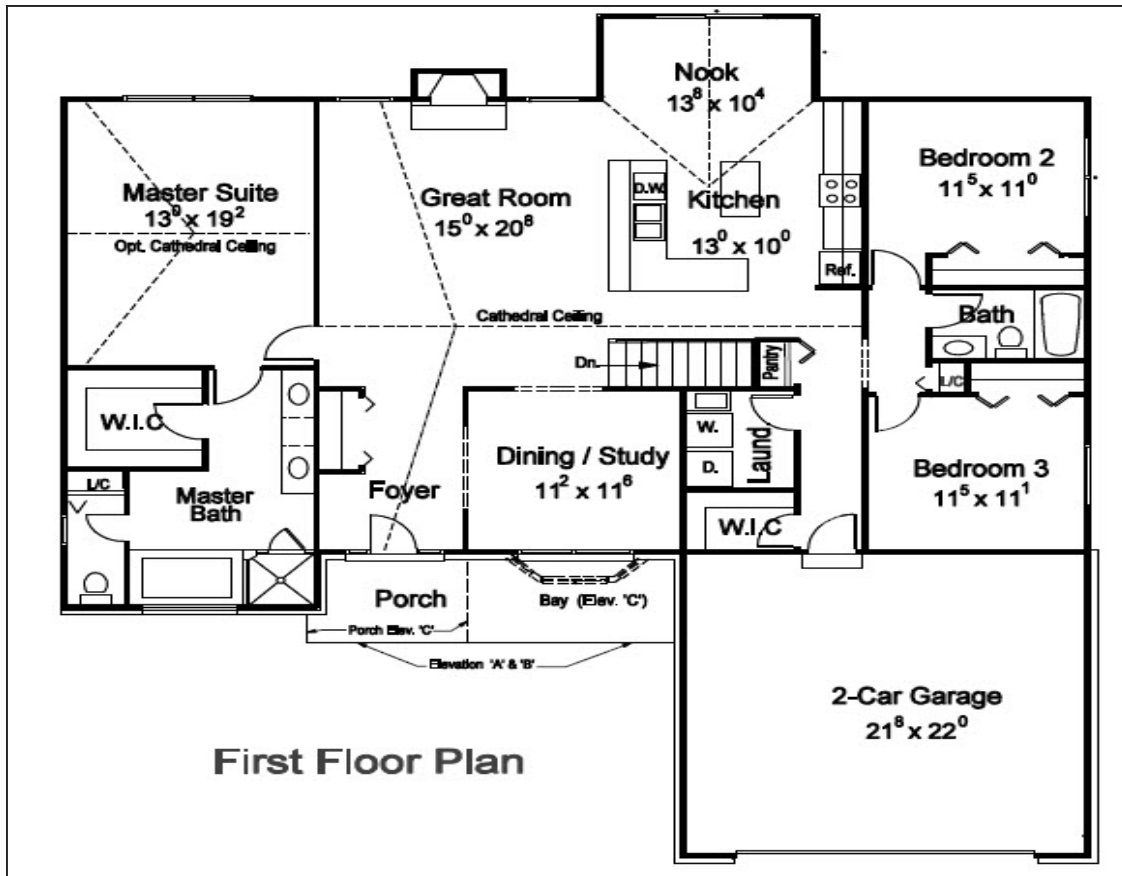 Nook
13⁸ x 10⁴
Master Suite
13⁰ x 19²
Opt. Cathedral Ceiling
Great Room
15⁰ x 20⁸
D.W.
Kitchen
13⁰ x 10⁰
Ref.
Bedroom 2
11⁵ x 11⁰
Cathedral Ceiling
Dn.
Pantry
Bath
L/C
W.I.C
L/C
Master
Bath
Foyer
Dining / Study
11² x 11⁶
W.
D.
Laund.
W.I.C
Bedroom 3
11⁵ x 11¹
Porch
Bay (Elev. 'C')
Porch Elev. 'C'
Elevation 'A' & 'B'
2-Car Garage
21⁸ x 22⁰
First Floor Plan